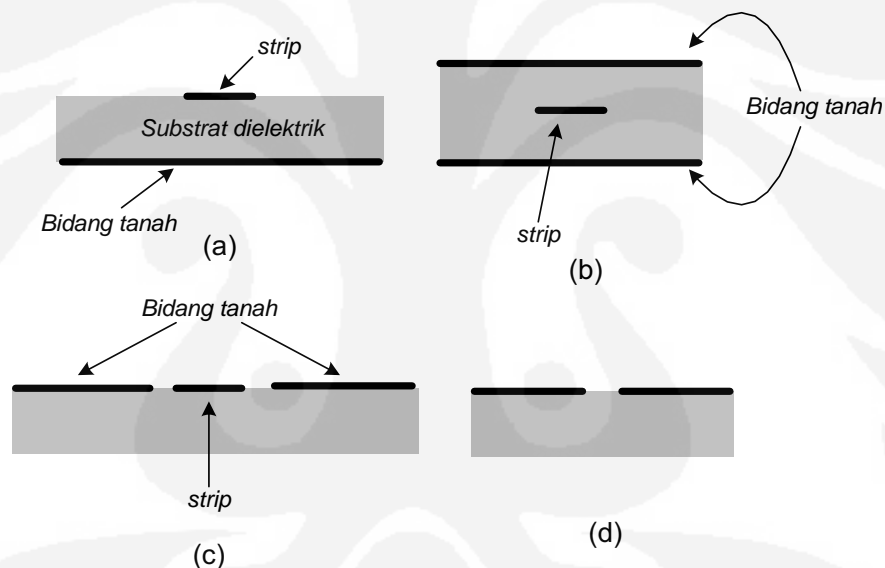 strip
Substrat dielektrik
Bidang tanah
(a)
Bidang tanah
strip
(b)
Bidang tanah
strip
(c)
(d)